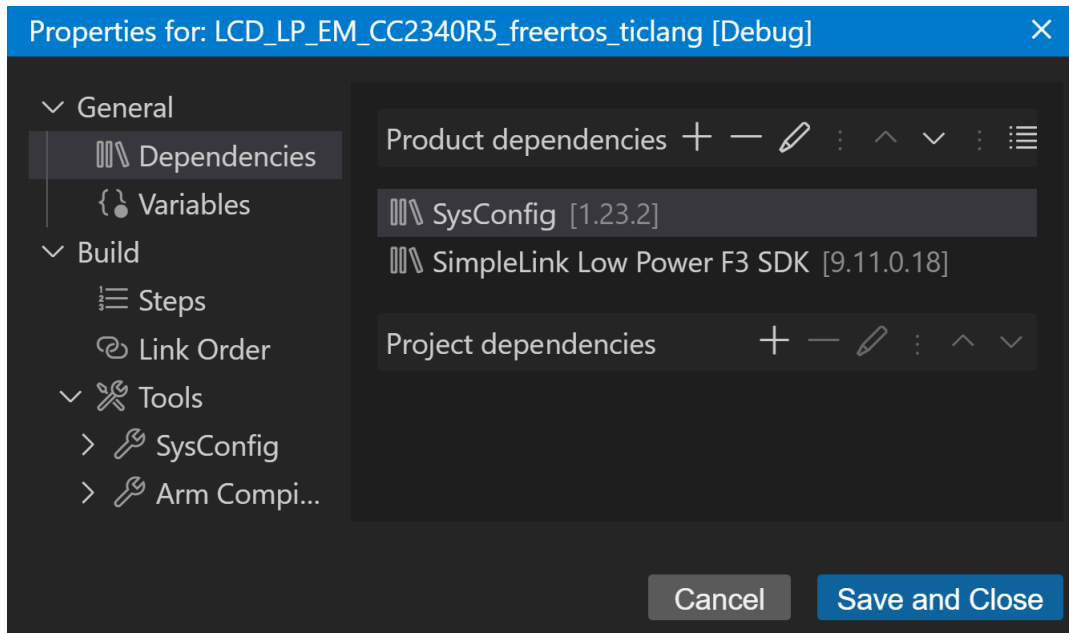 Properties for: LCD_LP_EM_CC2340R5_freertos_ticlang [Debug]
General
Dependencies
Variables
Build
Steps
Link Order
Tools
SysConfig
Arm Compi...
Product dependencies
SysConfig [1.23.2]
SimpleLink Low Power F3 SDK [9.11.0.18]
Project dependencies
Cancel
Save and Close